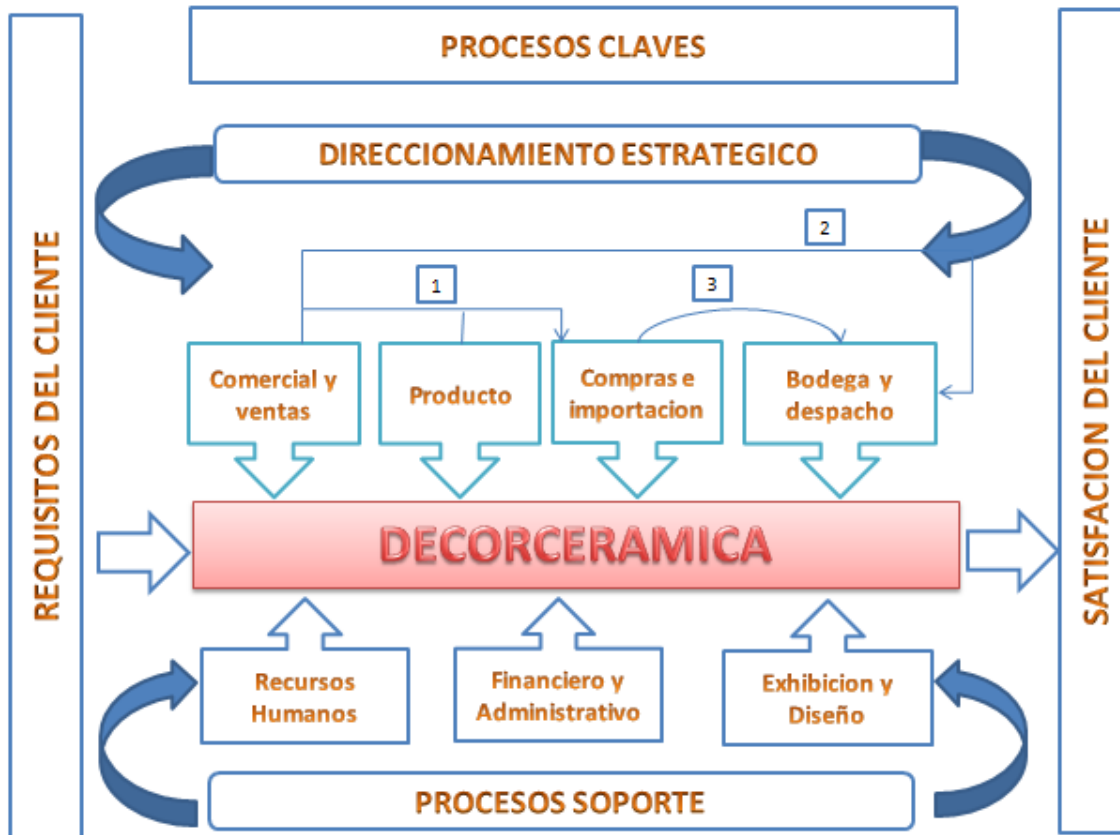 PROCESOS CLAVES
DIRECCIONAMIENTO ESTRATEGICO
REQUISITOS DEL CLIENTE
SATISFACCION DEL CLIENTE
2
1
3
Comercial y
ventas
Producto
Compras e
importacion
Bodega y
despacho
DECORCERAMICA
Recursos
Humanos
Financiero y
Administrativo
Exhibicion y
Diseño
PROCESOS SOPORTE